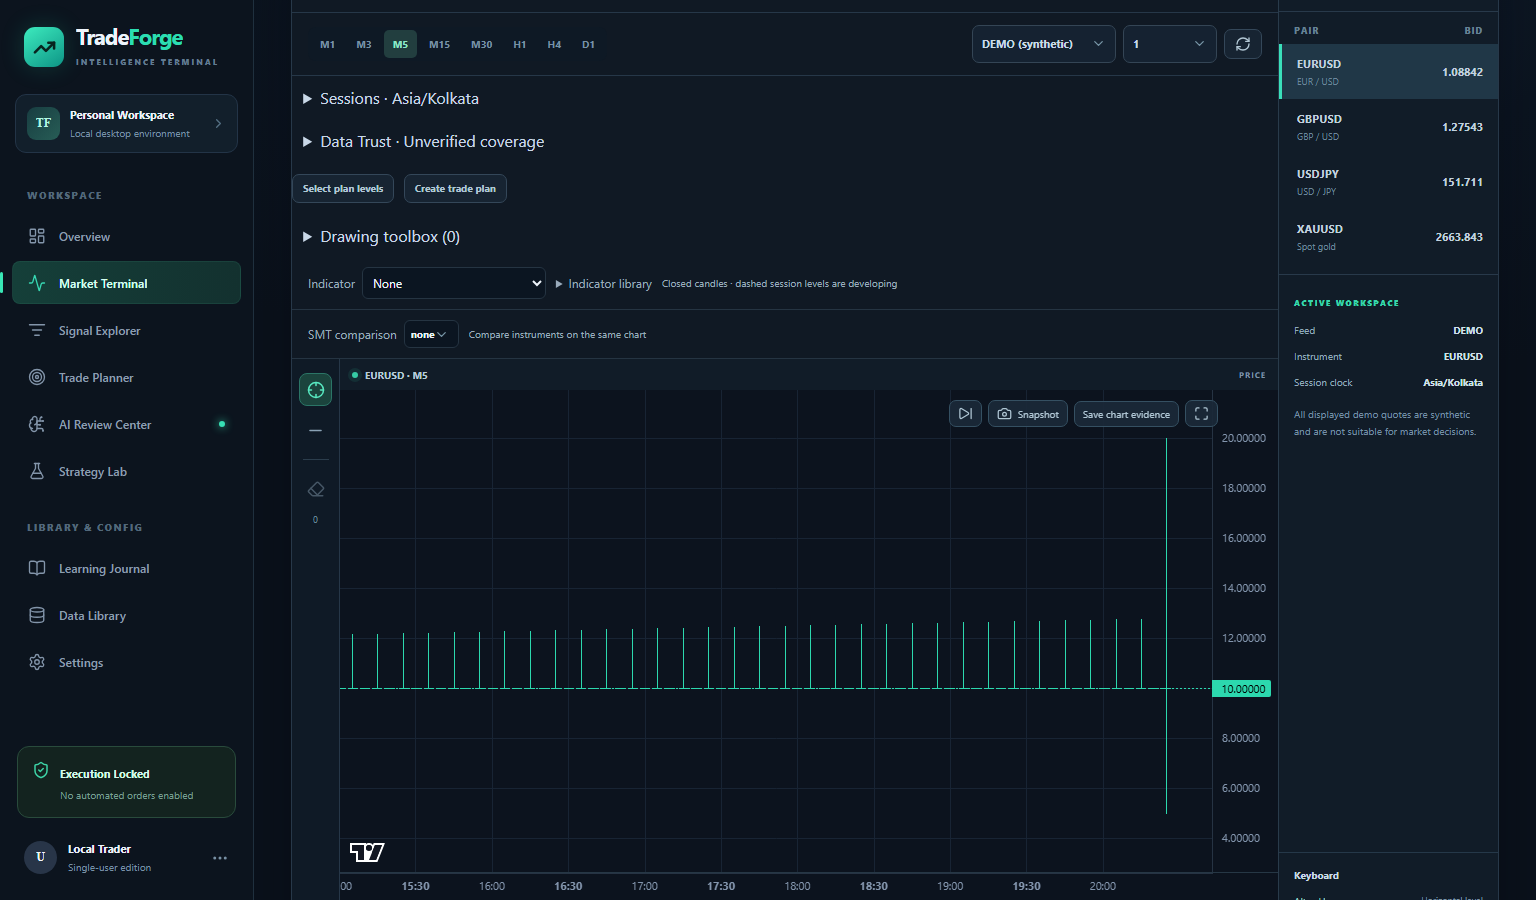 TradeForge
INTELLIGENCE TERMINAL
TF
Personal Workspace
Local desktop environment
WORKSPACE
Overview
Market Terminal
Signal Explorer
Trade Planner
AI Review Center
Strategy Lab
LIBRARY & CONFIG
Learning Journal
Data Library
Settings
Execution Locked
No automated orders enabled
U
Local Trader
Single-user edition
M1 M3 M5 M15 M30 H1 H4 D1
DEMO (synthetic)
1
Sessions · Asia/Kolkata
Data Trust · Unverified coverage
Select plan levels
Create trade plan
Drawing toolbox (0)
Indicator
None
Indicator library
Closed candles · dashed session levels are developing
SMT comparison
none
Compare instruments on the same chart
EURUSD · M5
PRICE
0
Snapshot
Save chart evidence
20.00000
18.00000
16.00000
14.00000
12.00000
10.00000
8.00000
6.00000
4.00000
:00 15:30 16:00 16:30 17:00 17:30 18:00 18:30 19:00 19:30 20:00
PAIR BID
EURUSD
EUR / USD
1.08842
GBPUSD
GBP / USD
1.27543
USDJPY
USD / JPY
151.711
XAUUSD
Spot gold
2663.843
ACTIVE WORKSPACE
Feed DEMO
Instrument EURUSD
Session clock Asia/Kolkata
All displayed demo quotes are synthetic
and are not suitable for market decisions.
Keyboard